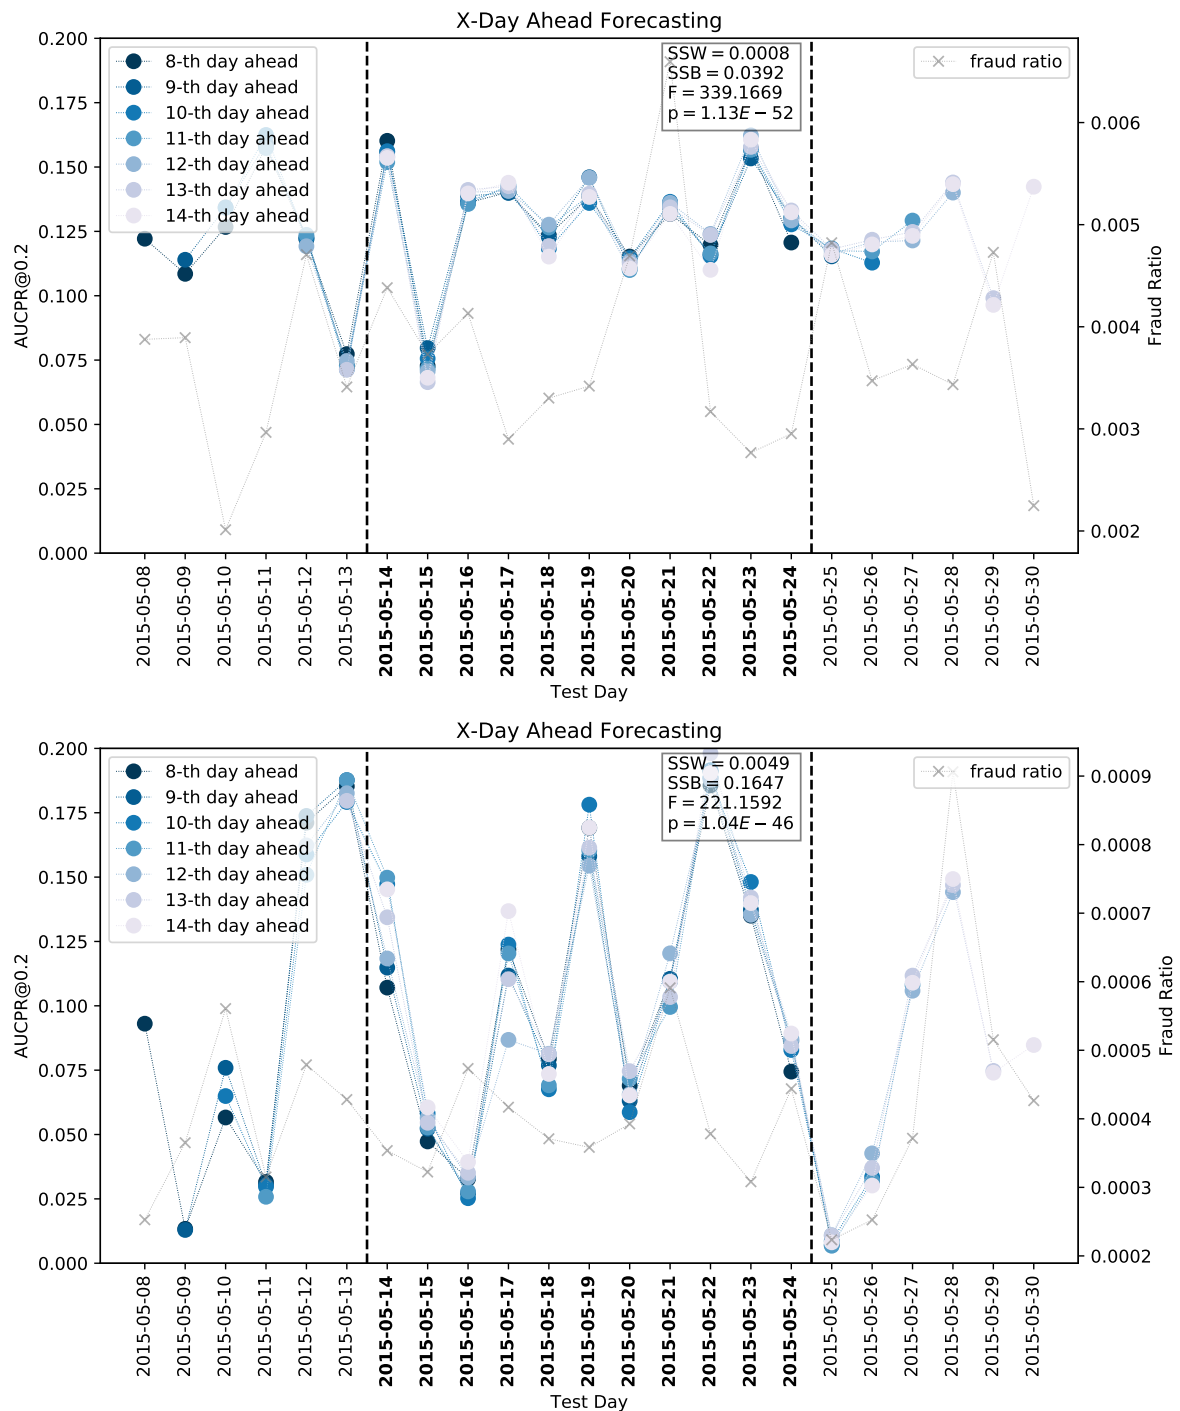 X-Day Ahead Forecasting
0.200
0.175
0.150
0.125
0.100
0.075
0.050
0.025
0.000
AUCPR@0.2
8-th day ahead
9-th day ahead
10-th day ahead
11-th day ahead
12-th day ahead
13-th day ahead
14-th day ahead
SSW = 0.0008
SSB = 0.0392
F = 339.1669
p = 1.13E − 52
fraud ratio
0.006
0.005
0.004
0.003
0.002
Fraud Ratio
2015-05-08
2015-05-09
2015-05-10
2015-05-11
2015-05-12
2015-05-13
2015-05-14
2015-05-15
2015-05-16
2015-05-17
2015-05-18
2015-05-19
2015-05-20
2015-05-21
2015-05-22
2015-05-23
2015-05-24
2015-05-25
2015-05-26
2015-05-27
2015-05-28
2015-05-29
2015-05-30
Test Day
X-Day Ahead Forecasting
0.200
0.175
0.150
0.125
0.100
0.075
0.050
0.025
0.000
AUCPR@0.2
8-th day ahead
9-th day ahead
10-th day ahead
11-th day ahead
12-th day ahead
13-th day ahead
14-th day ahead
SSW = 0.0049
SSB = 0.1647
F = 221.1592
p = 1.04E − 46
fraud ratio
0.0009
0.0008
0.0007
0.0006
0.0005
0.0004
0.0003
0.0002
Fraud Ratio
2015-05-08
2015-05-09
2015-05-10
2015-05-11
2015-05-12
2015-05-13
2015-05-14
2015-05-15
2015-05-16
2015-05-17
2015-05-18
2015-05-19
2015-05-20
2015-05-21
2015-05-22
2015-05-23
2015-05-24
2015-05-25
2015-05-26
2015-05-27
2015-05-28
2015-05-29
2015-05-30
Test Day